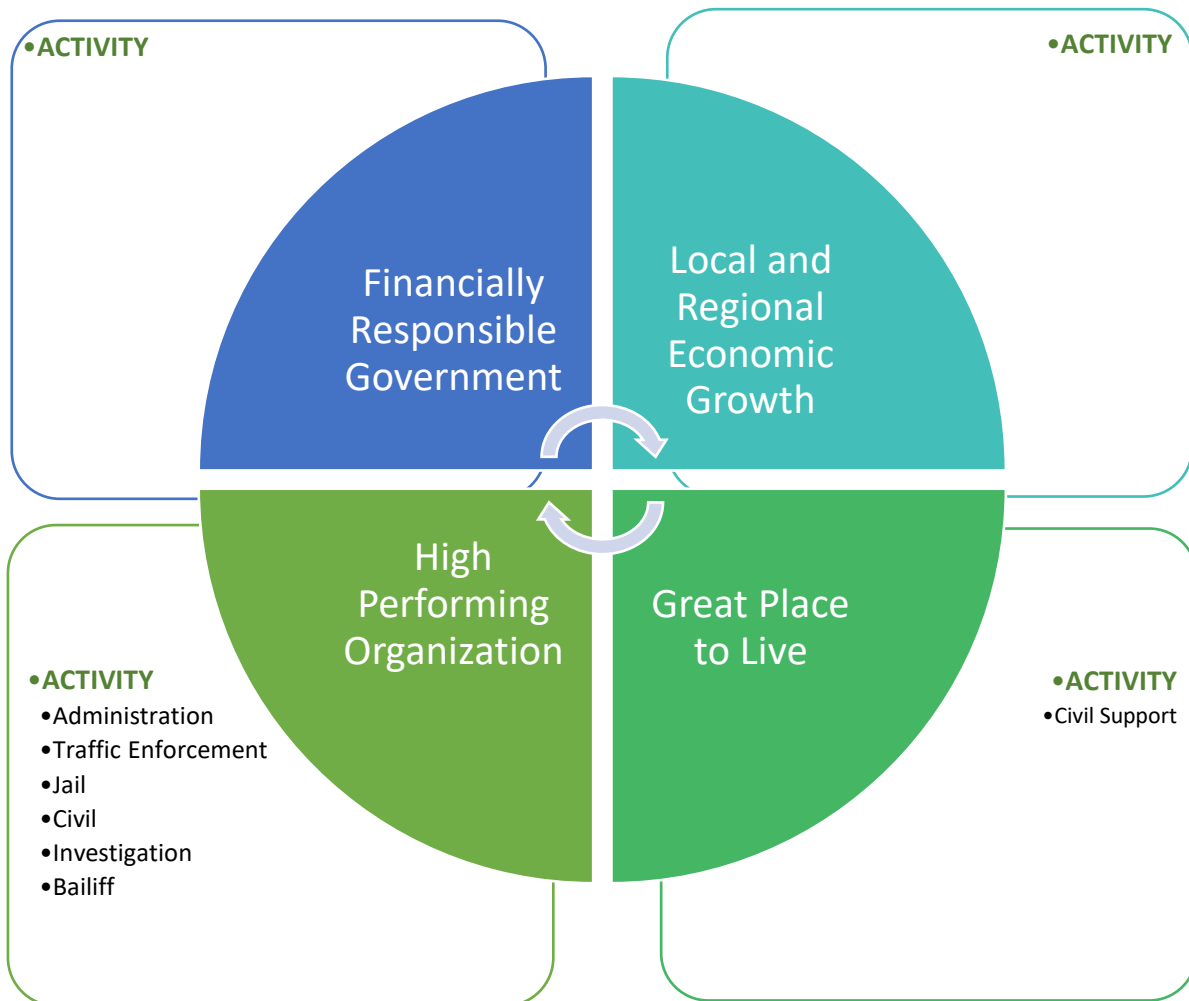 •ACTIVITY
•ACTIVITY
Financially
Responsible
Government
Local and
Regional
Economic
Growth
High
Performing
Organization
Great Place
to Live
•ACTIVITY
•Administration
•Traffic Enforcement
•Jail
•Civil
•Investigation
•Bailiff
•ACTIVITY
•Civil Support